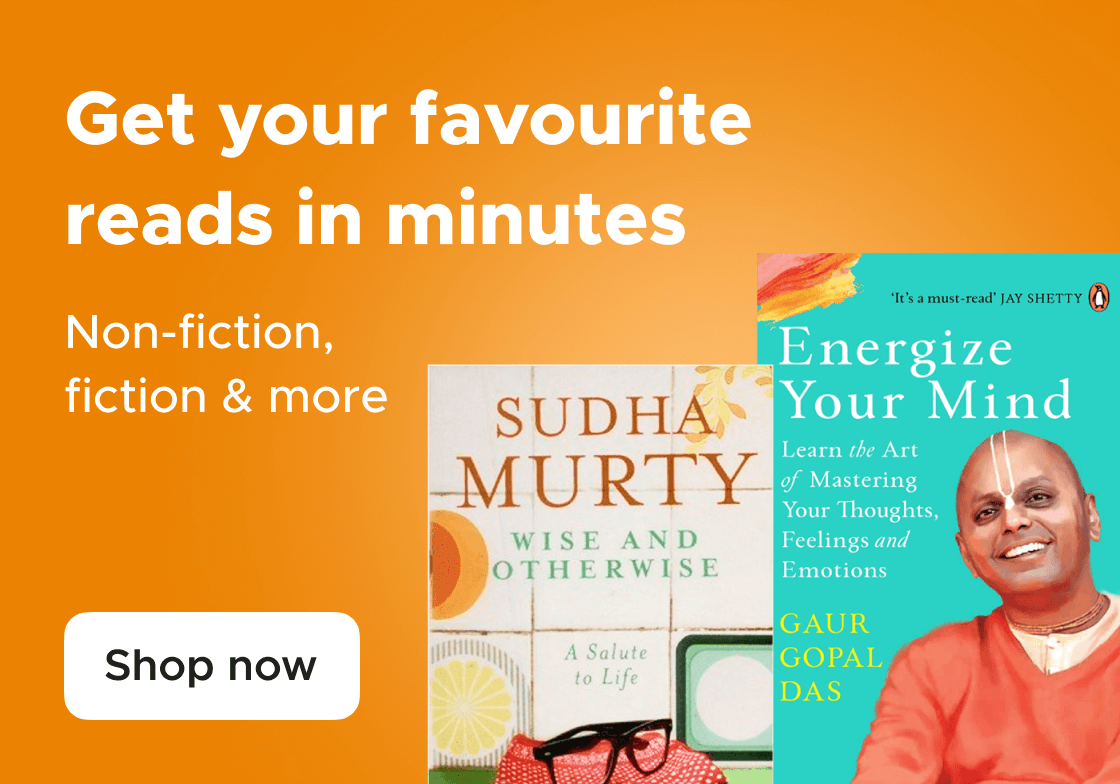 Get your favourite
reads in minutes
Non-fiction,
fiction & more
Shop now
SUDHA
MURTY
WISE AND
OTHERWISE
A Salute
to Life
‘It’s a must-read’ JAY SHETTY
Energize
Your Mind
Learn the Art
of Mastering
Your Thoughts,
Feelings and
Emotions
GAUR
GOPAL
DAS